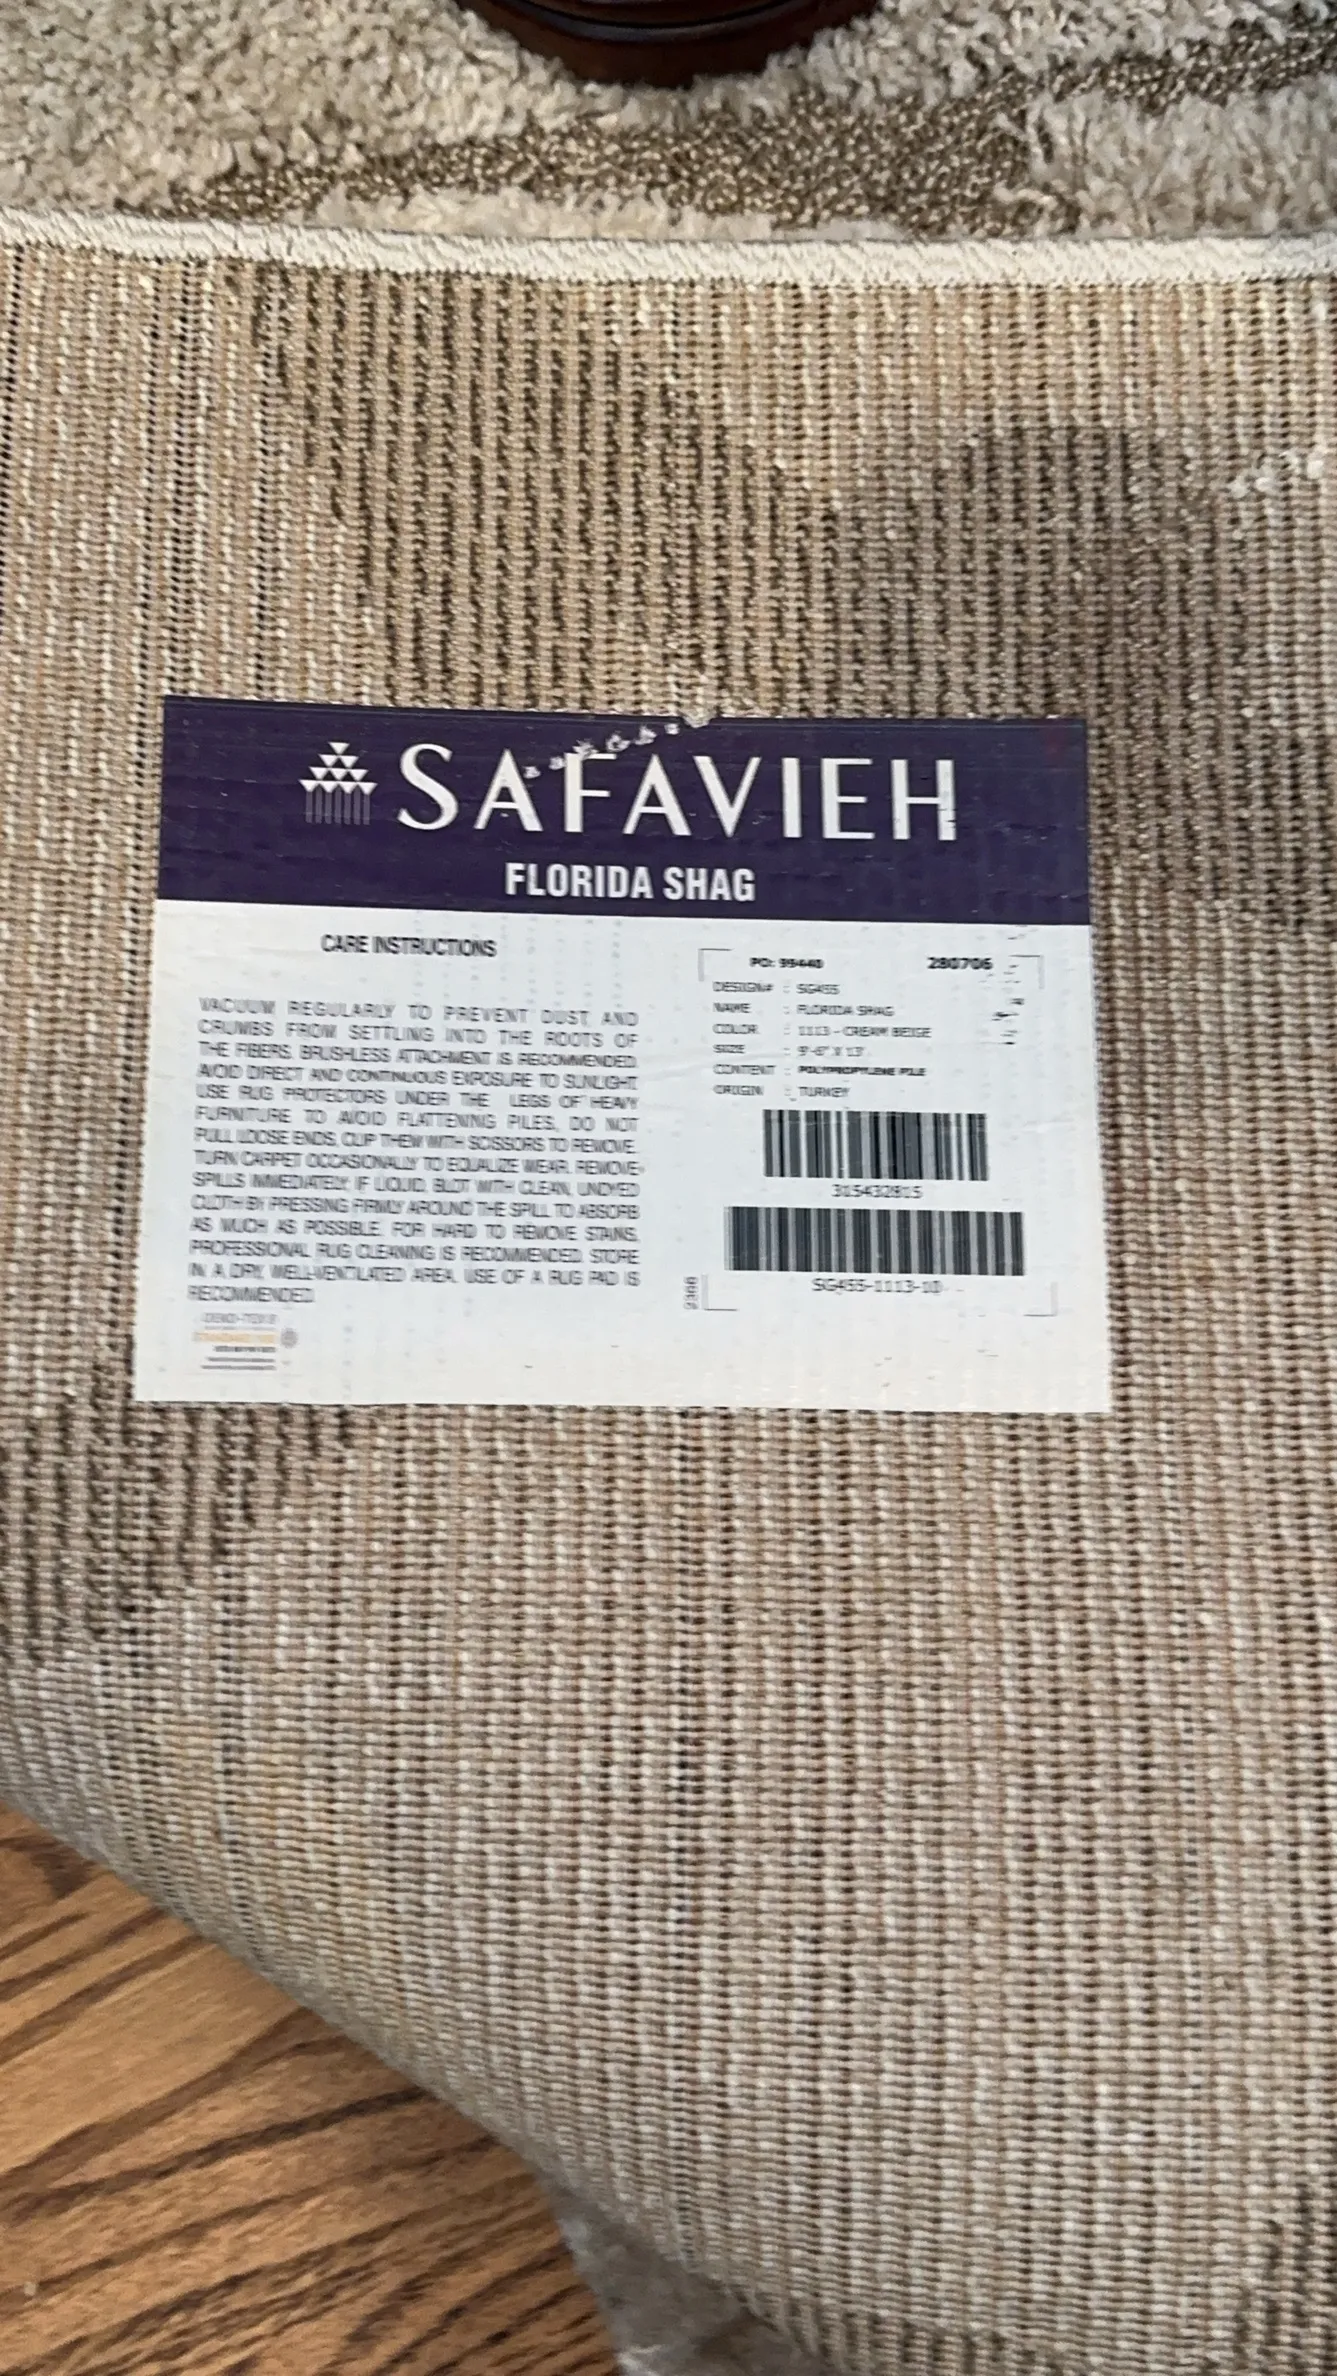 SAFAVIEH
FLORIDA SHAG
CARE INSTRUCTIONS
VACUUM REGULARLY TO PREVENT DUST AND
CRUMBS FROM SETTLING INTO THE ROOTS OF
THE FIBERS. BRUSHLESS ATTACHMENT IS RECOMMENDED.
AVOID DIRECT AND CONTINUOUS EXPOSURE TO SUNLIGHT.
USE RUG PROTECTORS UNDER THE LEGS OF HEAVY
FURNITURE TO AVOID FLATTENING PILES, DO NOT
PULL LOOSE ENDS, CLIP THEM WITH SCISSORS TO REMOVE.
TURN CARPET OCCASIONALLY TO EQUALIZE WEAR. REMOVE
SPILLS IMMEDIATELY. IF LIQUID, BLOT WITH CLEAN, UNDYED
CLOTH BY PRESSING FIRMLY AROUND THE SPILL TO ABSORB
AS MUCH AS POSSIBLE. FOR HARD TO REMOVE STAINS,
PROFESSIONAL RUG CLEANING IS RECOMMENDED. STORE
IN A DRY, WELL-VENTILATED AREA. USE OF A RUG PAD IS
RECOMMENDED.
PO: 99440 280706
DESIGN# : SG455
NAME : FLORIDA SHAG
COLOR : 1113 - CREAM BEIGE
SIZE : 9'-6" X 13'
CONTENT : POLYPROPYLENE PILE
ORIGIN : TURKEY
315432815
SG455-1113-10
2366